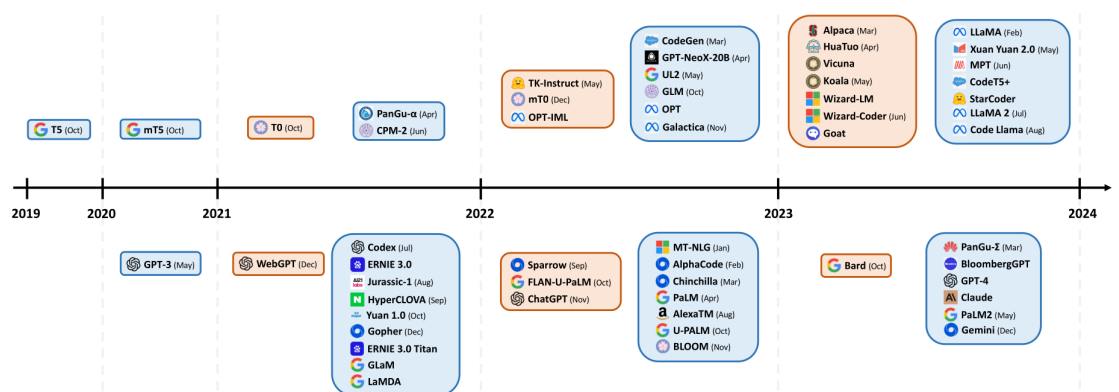 CodeGen (Mar)
GPT-NeoX-20B (Apr)
UL2 (May)
GLM (Oct)
OPT
Galactica (Nov)
Alpaca (Mar)
HuaTuo (Apr)
Vicuna
Koala (May)
Wizard-LM
Wizard-Coder (Jun)
Goat
LLaMA (Feb)
Xuan Yuan 2.0 (May)
MPT (Jun)
CodeT5+
StarCoder
LLaMA 2 (Jul)
Code Llama (Aug)
TK-Instruct (May)
mT0 (Dec)
OPT-IML
T5 (Oct)
mT5 (Oct)
T0 (Oct)
PanGu-α (Apr)
CPM-2 (Jun)
2019
2020
2021
2022
2023
2024
GPT-3 (May)
WebGPT (Dec)
Codex (Jul)
ERNIE 3.0
AI21 labs Jurassic-1 (Aug)
HyperCLOVA (Sep)
Yuan 1.0 (Oct)
Gopher (Dec)
ERNIE 3.0 Titan
GLaM
LaMDA
Sparrow (Sep)
FLAN-U-PaLM (Oct)
ChatGPT (Nov)
MT-NLG (Jan)
AlphaCode (Feb)
Chinchilla (Mar)
PaLM (Apr)
AlexaTM (Aug)
U-PALM (Oct)
BLOOM (Nov)
Bard (Oct)
PanGu-Σ (Mar)
BloombergGPT
GPT-4
Claude
PaLM2 (May)
Gemini (Dec)